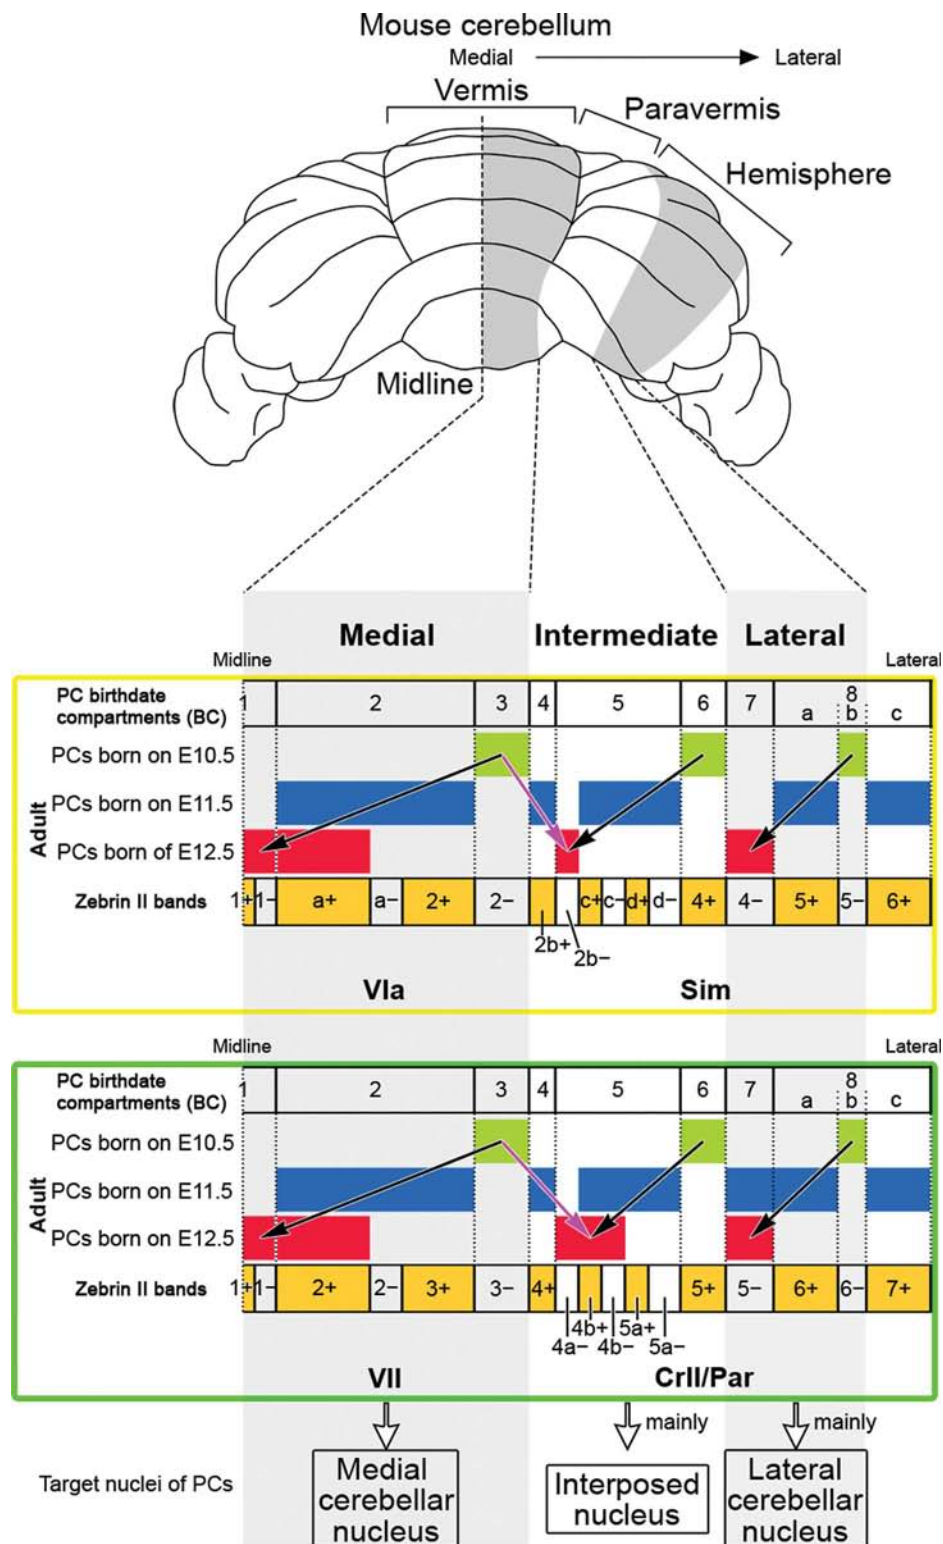 Mouse cerebellum
Medial Lateral
Vermis
Paravermis
Hemisphere
Midline
Medial Intermediate Lateral
Midline Lateral
PC birthdate
compartments (BC)
1 2 3 4 5 6 7 8
a b c
PCs born on E10.5
PCs born on E11.5
PCs born of E12.5
Adult
Zebrin II bands 1+ 1- a+ a- 2+ 2- c+ c- d+ d- 4+ 4- 5+ 5- 6+
2b+ 2b-
VIa Sim
Midline Lateral
PC birthdate
compartments (BC)
1 2 3 4 5 6 7 8
a b c
PCs born on E10.5
PCs born on E11.5
PCs born on E12.5
Adult
Zebrin II bands 1+ 1- 2+ 2- 3+ 3- 4+ 5+ 5- 6+ 6- 7+
4b+ 5a+
4a- 4b- 5a-
VII CrII/Par
mainly mainly
Target nuclei of PCs
Medial
cerebellar
nucleus
Interposed
nucleus
Lateral
cerebellar
nucleus